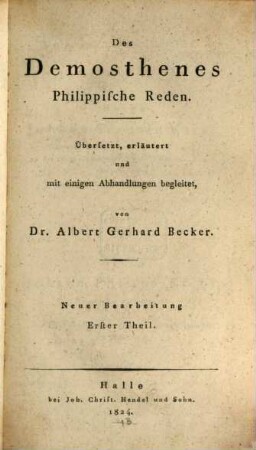 Des
Demosthenes
Philippiſche Reden.
Überſetzt, erläutert
und
mit einigen Abhandlungen begleitet,
von
Dr. Albert Gerhard Becker.
Neuer Bearbeitung
Erſter Theil.
Halle
bei Joh. Chriſt. Hendel und Sohn.
1824.